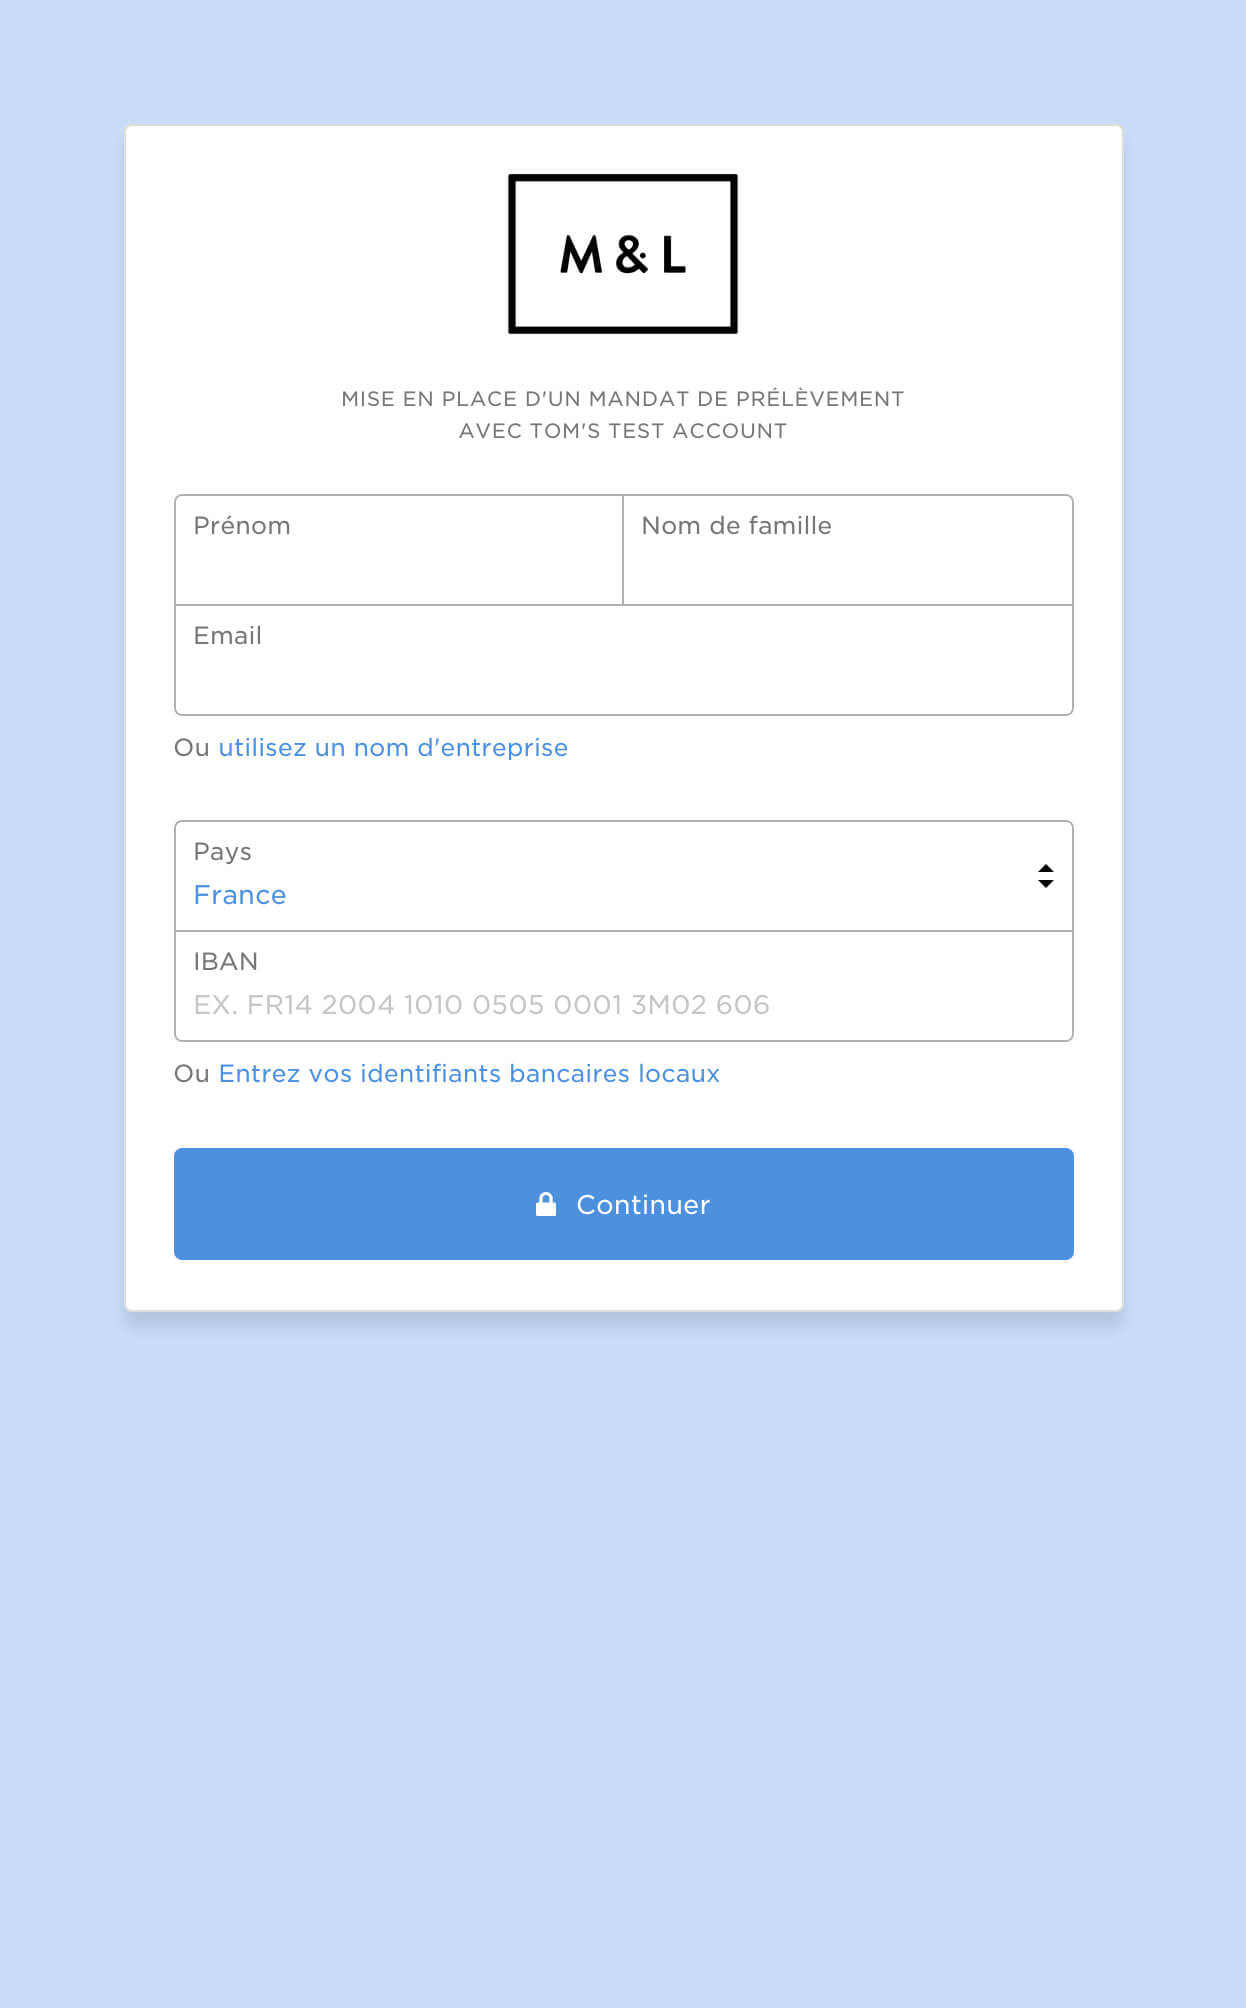 M & L
MISE EN PLACE D'UN MANDAT DE PRÉLÈVEMENT
AVEC TOM'S TEST ACCOUNT
Prénom
Nom de famille
Email
Ou utilisez un nom d'entreprise
Pays
France
IBAN
EX. FR14 2004 1010 0505 0001 3M02 606
Ou Entrez vos identifiants bancaires locaux
Continuer